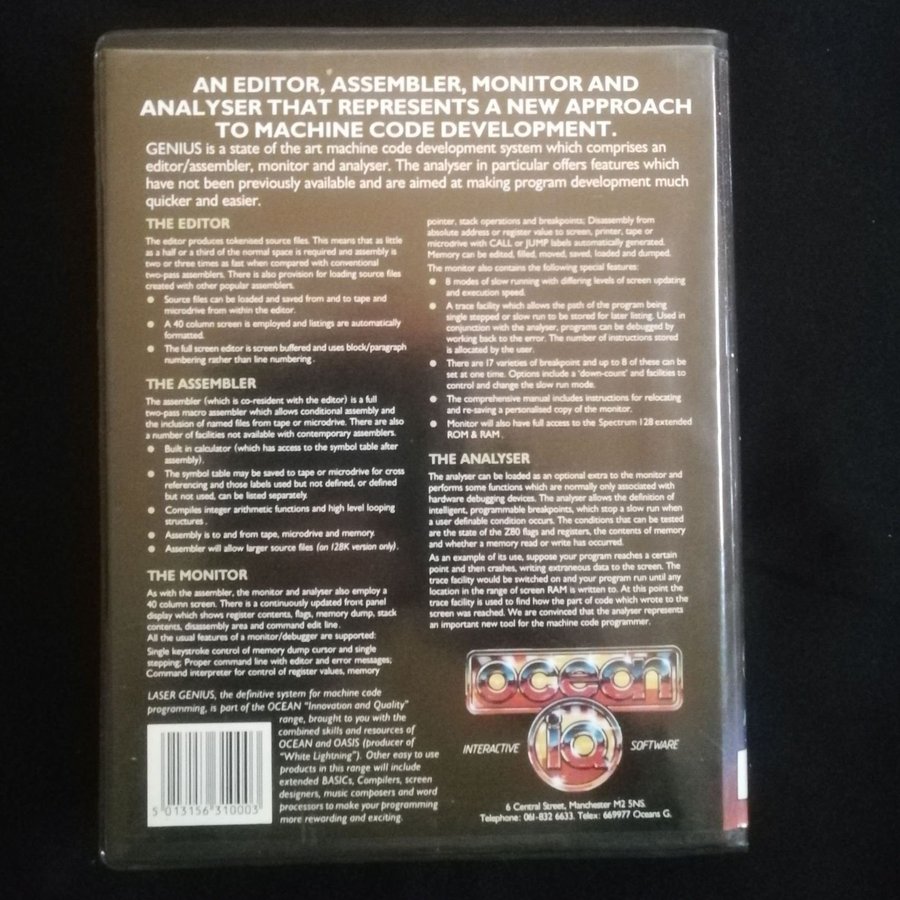 AN EDITOR, ASSEMBLER, MONITOR AND
ANALYSER THAT REPRESENTS A NEW APPROACH
TO MACHINE CODE DEVELOPMENT.
GENIUS is a state of the art machine code development system which comprises an
editor/assembler, monitor and analyser. The analyser in particular offers features which
have not been previously available and are aimed at making program development much
quicker and easier.
THE EDITOR
The editor produces tokenised source files. This means that as little
as a half or a third of the normal space is required and assembly is
two or three times as fast when compared with conventional
two-pass assemblers. There is also provision for loading source files
created with other popular assemblers.
● Source files can be loaded and saved from and to tape and
microdrive from within the editor.
● A 40 column screen is employed and listings are automatically
formatted.
● The full screen editor is screen buffered and uses block/paragraph
numbering rather than line numbering.
THE ASSEMBLER
The assembler (which is co-resident with the editor) is a full
two-pass macro assembler which allows conditional assembly and
the inclusion of named files from tape or microdrive. There are also
a number of facilities not available with contemporary assemblers.
● Built in calculator (which has access to the symbol table after
assembly).
● The symbol table may be saved to tape or microdrive for cross
referencing and those labels used but not defined, or defined
but not used, can be listed separately.
● Compiles integer arithmetic functions and high level looping
structures.
● Assembly is to and from tape, microdrive and memory.
● Assembler will allow larger source files (on 128K version only).
THE MONITOR
As with the assembler, the monitor and analyser also employ a
40 column screen. There is a continuously updated front panel
display which shows register contents, flags, memory dump, stack
contents, disassembly area and command edit line.
All the usual features of a monitor/debugger are supported:
Single keystroke control of memory dump cursor and single
stepping; Proper command line with editor and error messages;
Command interpreter for control of register values, memory
pointer, stack operations and breakpoints; Disassembly from
absolute address or register value to screen, printer, tape or
microdrive with CALL or JUMP labels automatically generated.
Memory can be edited, filled, moved, saved, loaded and dumped.
The monitor also contains the following special features:
● 8 modes of slow running with differing levels of screen updating
and execution speed.
● A trace facility which allows the path of the program being
single stepped or slow run to be stored for later listing. Used in
conjunction with the analyser, programs can be debugged by
working back to the error. The number of instructions stored
is allocated by the user.
● There are 17 varieties of breakpoint and up to 8 of these can be
set at one time. Options include a 'down-count' and facilities to
control and change the slow run mode.
● The comprehensive manual includes instructions for relocating
and re-saving a personalised copy of the monitor.
● Monitor will also have full access to the Spectrum 128 extended
ROM & RAM.
THE ANALYSER
The analyser can be loaded as an optional extra to the monitor and
performs some functions which are normally only associated with
hardware debugging devices. The analyser allows the definition of
intelligent, programmable breakpoints, which stop a slow run when
a user definable condition occurs. The conditions that can be tested
are the state of the Z80 flags and registers, the contents of memory
and whether a memory read or write has occurred.
As an example of its use, suppose your program reaches a certain
point and then crashes, writing extraneous data to the screen. The
trace facility would be switched on and your program run until any
location in the range of screen RAM is written to. At this point the
trace facility is used to find how the part of code which wrote to the
screen was reached. We are convinced that the analyser represents
an important new tool for the machine code programmer.
LASER GENIUS, the definitive system for machine code
programming, is part of the OCEAN "Innovation and Quality"
range, brought to you with the
combined skills and resources of
OCEAN and OASIS (producer of
"White Lightning"). Other easy to use
products in this range will include
extended BASICs, Compilers, screen
designers, music composers and word
processors to make your programming
more rewarding and exciting.
5 013156 310003
ocean
INTERACTIVE iq SOFTWARE
6 Central Street, Manchester M2 5NS.
Telephone: 061-832 6633. Telex: 669977 Oceans G.